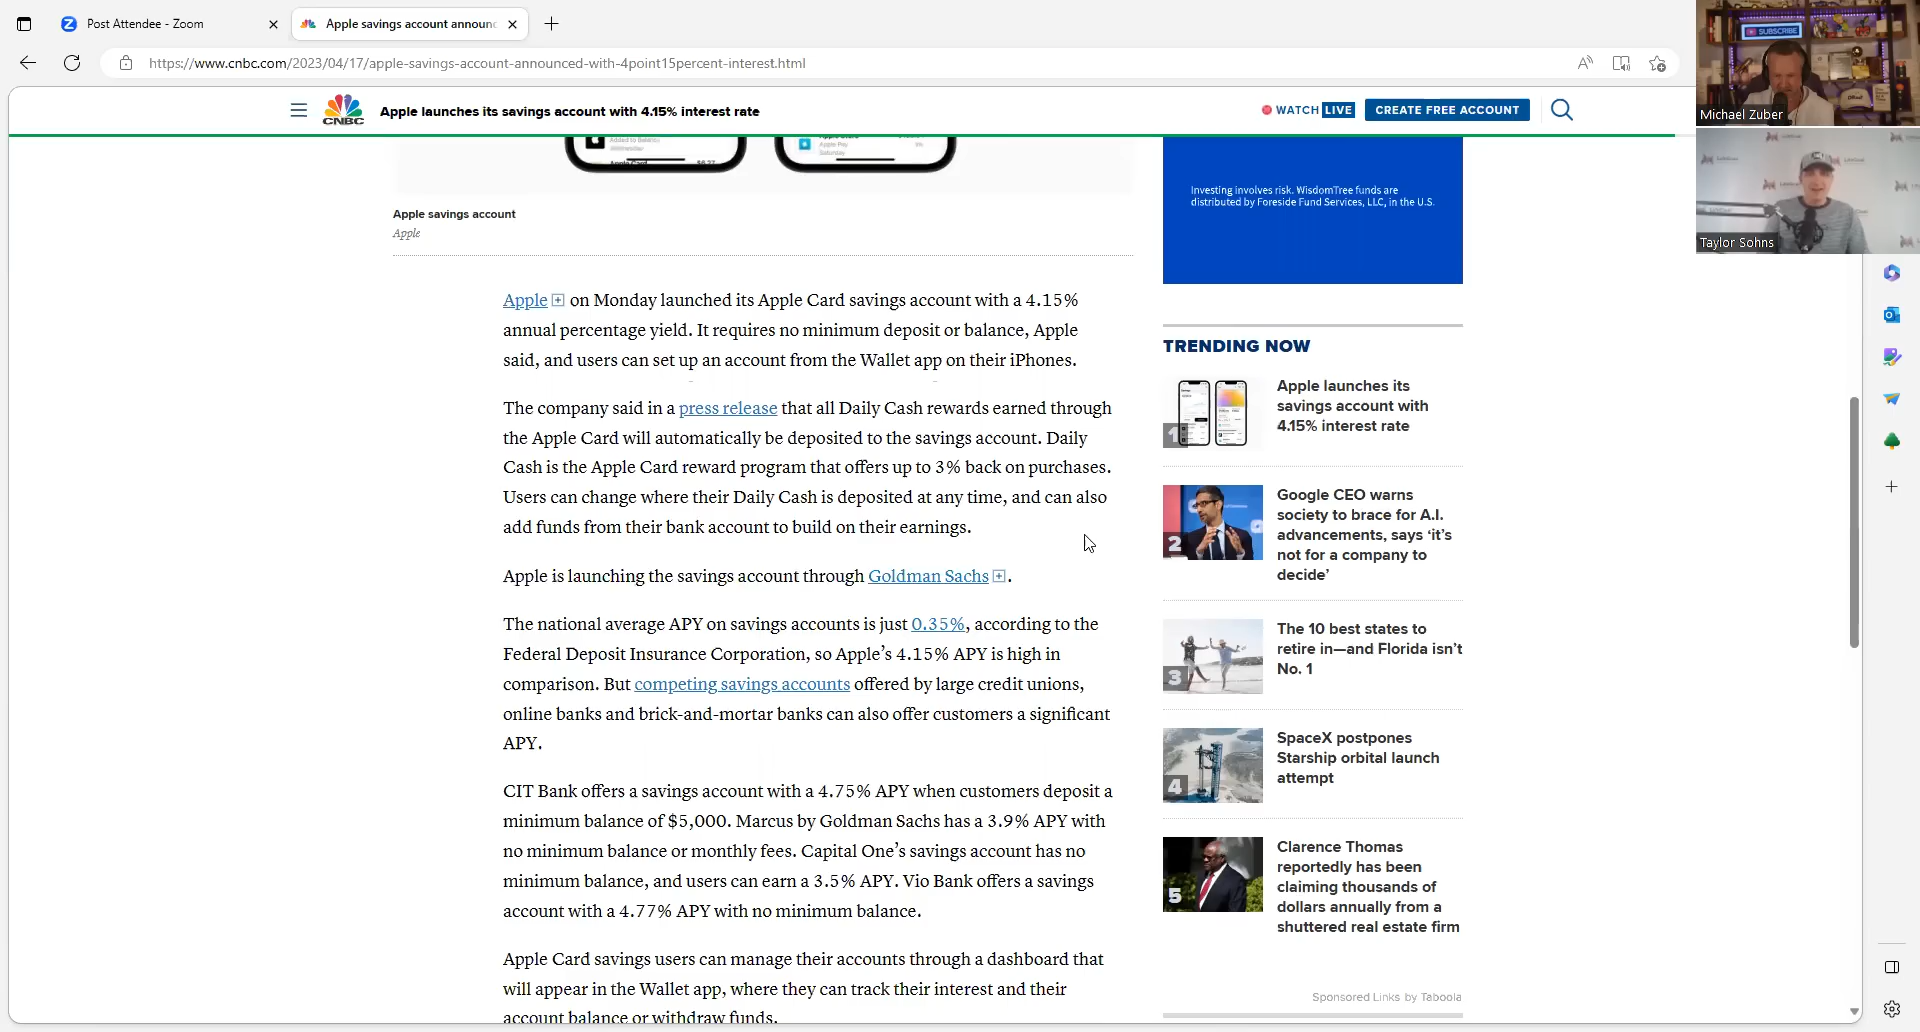 Post Attendee - Zoom
Apple savings account announc
https://www.cnbc.com/2023/04/17/apple-savings-account-announced-with-4point15percent-interest.html
SUBSCRIBE
Michael Zuber
Taylor Sohns
CNBC
Apple launches its savings account with 4.15% interest rate
WATCH LIVE
CREATE FREE ACCOUNT
Apple Card
$6.27
Apple Pay
Saturday
Apple savings account
Apple
Apple on Monday launched its Apple Card savings account with a 4.15%
annual percentage yield. It requires no minimum deposit or balance, Apple
said, and users can set up an account from the Wallet app on their iPhones.
The company said in a press release that all Daily Cash rewards earned through
the Apple Card will automatically be deposited to the savings account. Daily
Cash is the Apple Card reward program that offers up to 3% back on purchases.
Users can change where their Daily Cash is deposited at any time, and can also
add funds from their bank account to build on their earnings.
Apple is launching the savings account through Goldman Sachs.
The national average APY on savings accounts is just 0.35%, according to the
Federal Deposit Insurance Corporation, so Apple’s 4.15% APY is high in
comparison. But competing savings accounts offered by large credit unions,
online banks and brick-and-mortar banks can also offer customers a significant
APY.
CIT Bank offers a savings account with a 4.75% APY when customers deposit a
minimum balance of $5,000. Marcus by Goldman Sachs has a 3.9% APY with
no minimum balance or monthly fees. Capital One’s savings account has no
minimum balance, and users can earn a 3.5% APY. Vio Bank offers a savings
account with a 4.77% APY with no minimum balance.
Apple Card savings users can manage their accounts through a dashboard that
will appear in the Wallet app, where they can track their interest and their
account balance or withdraw funds.
Investing involves risk. WisdomTree funds are
distributed by Foreside Fund Services, LLC, in the U.S.
TRENDING NOW
1
Apple launches its
savings account with
4.15% interest rate
2
Google CEO warns
society to brace for A.I.
advancements, says ‘it’s
not for a company to
decide’
3
The 10 best states to
retire in—and Florida isn’t
No. 1
4
SpaceX postpones
Starship orbital launch
attempt
5
Clarence Thomas
reportedly has been
claiming thousands of
dollars annually from a
shuttered real estate firm
Sponsored Links by Taboola